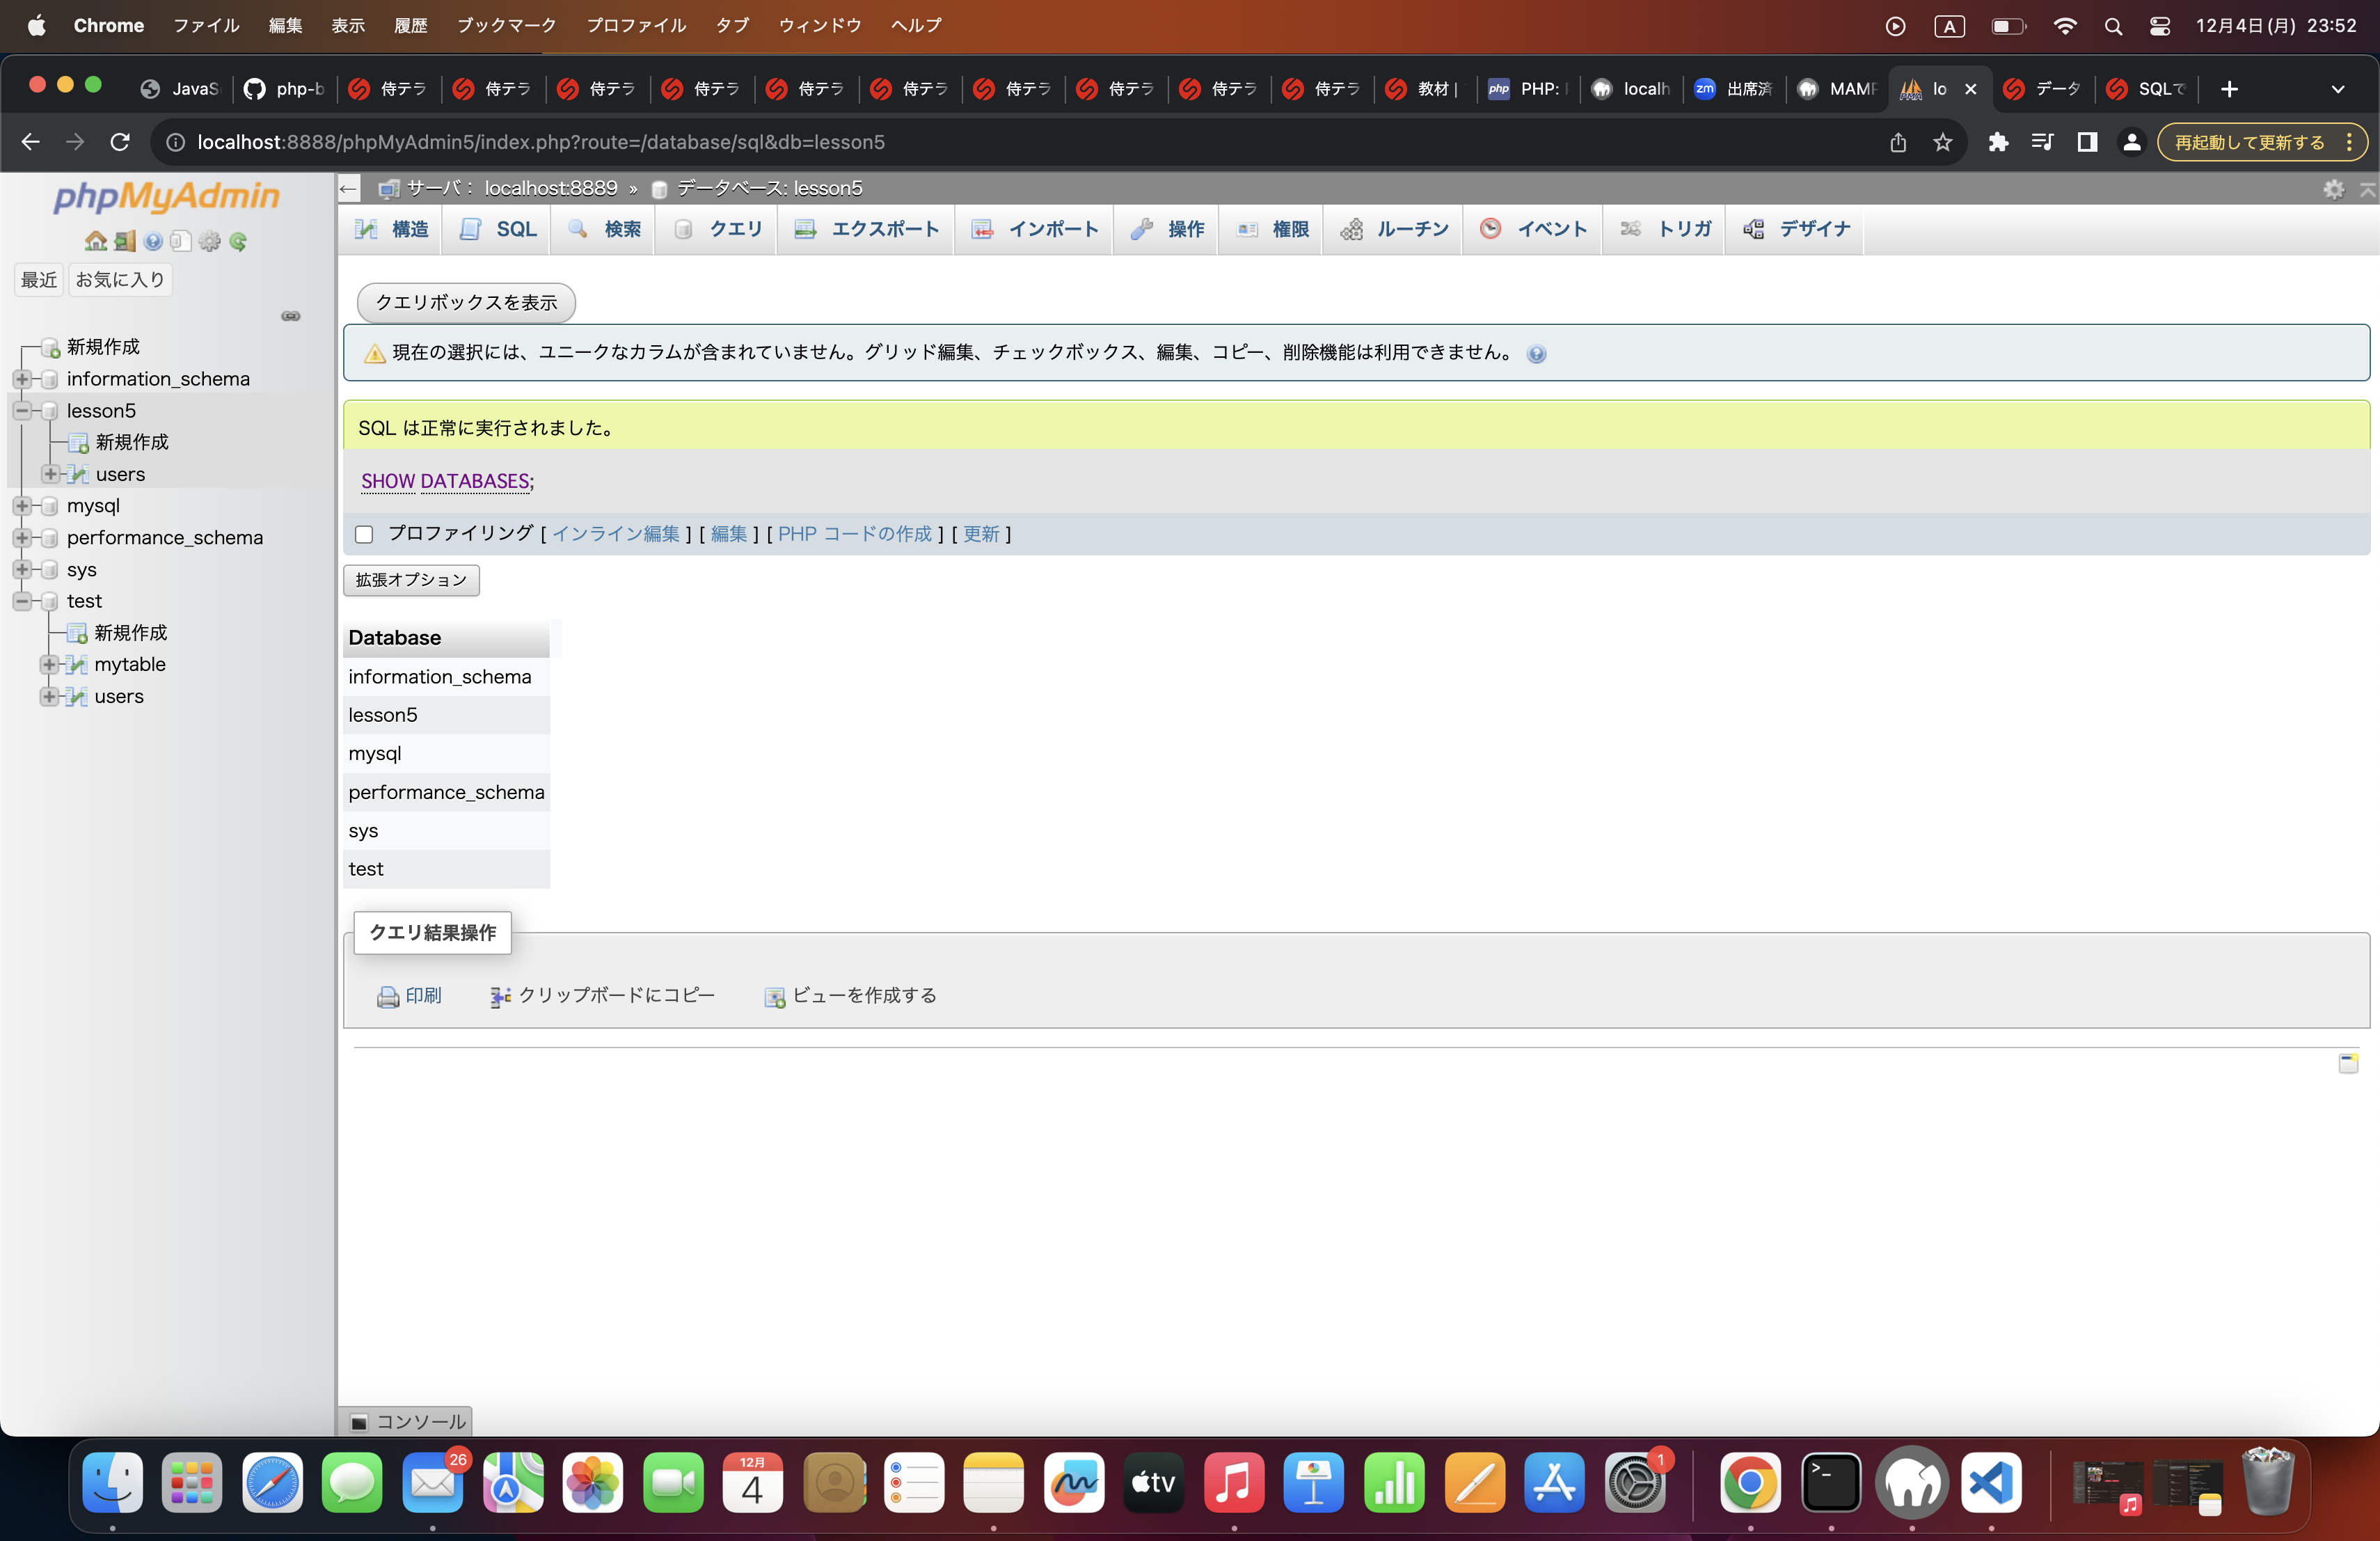 Chrome ファイル 編集 表示 履歴 ブックマーク プロファイル タブ ウィンドウ ヘルプ
A 12月4日(月) 23:52
JavaS php-b 侍テラ 侍テラ 侍テラ 侍テラ 侍テラ 侍テラ 侍テラ 侍テラ 侍テラ 侍テラ 教材 | php PHP: localh zm 出席済 MAMP PMA lo データ SQLで
localhost:8888/phpMyAdmin5/index.php?route=/database/sql&db=lesson5
再起動して更新する
phpMyAdmin
最近 お気に入り
新規作成
information_schema
lesson5
新規作成
users
mysql
performance_schema
sys
test
新規作成
mytable
users
サーバ: localhost:8889 » データベース: lesson5
構造 SQL 検索 クエリ エクスポート インポート 操作 権限 ルーチン イベント トリガ デザイナ
クエリボックスを表示
現在の選択には、ユニークなカラムが含まれていません。グリッド編集、チェックボックス、編集、コピー、削除機能は利用できません。
SQL は正常に実行されました。
SHOW DATABASES;
プロファイリング [ インライン編集 ] [ 編集 ] [ PHP コードの作成 ] [ 更新 ]
拡張オプション
Database
information_schema
lesson5
mysql
performance_schema
sys
test
クエリ結果操作
印刷 クリップボードにコピー ビューを作成する
コンソール
26
12月
4
tv
1
>_